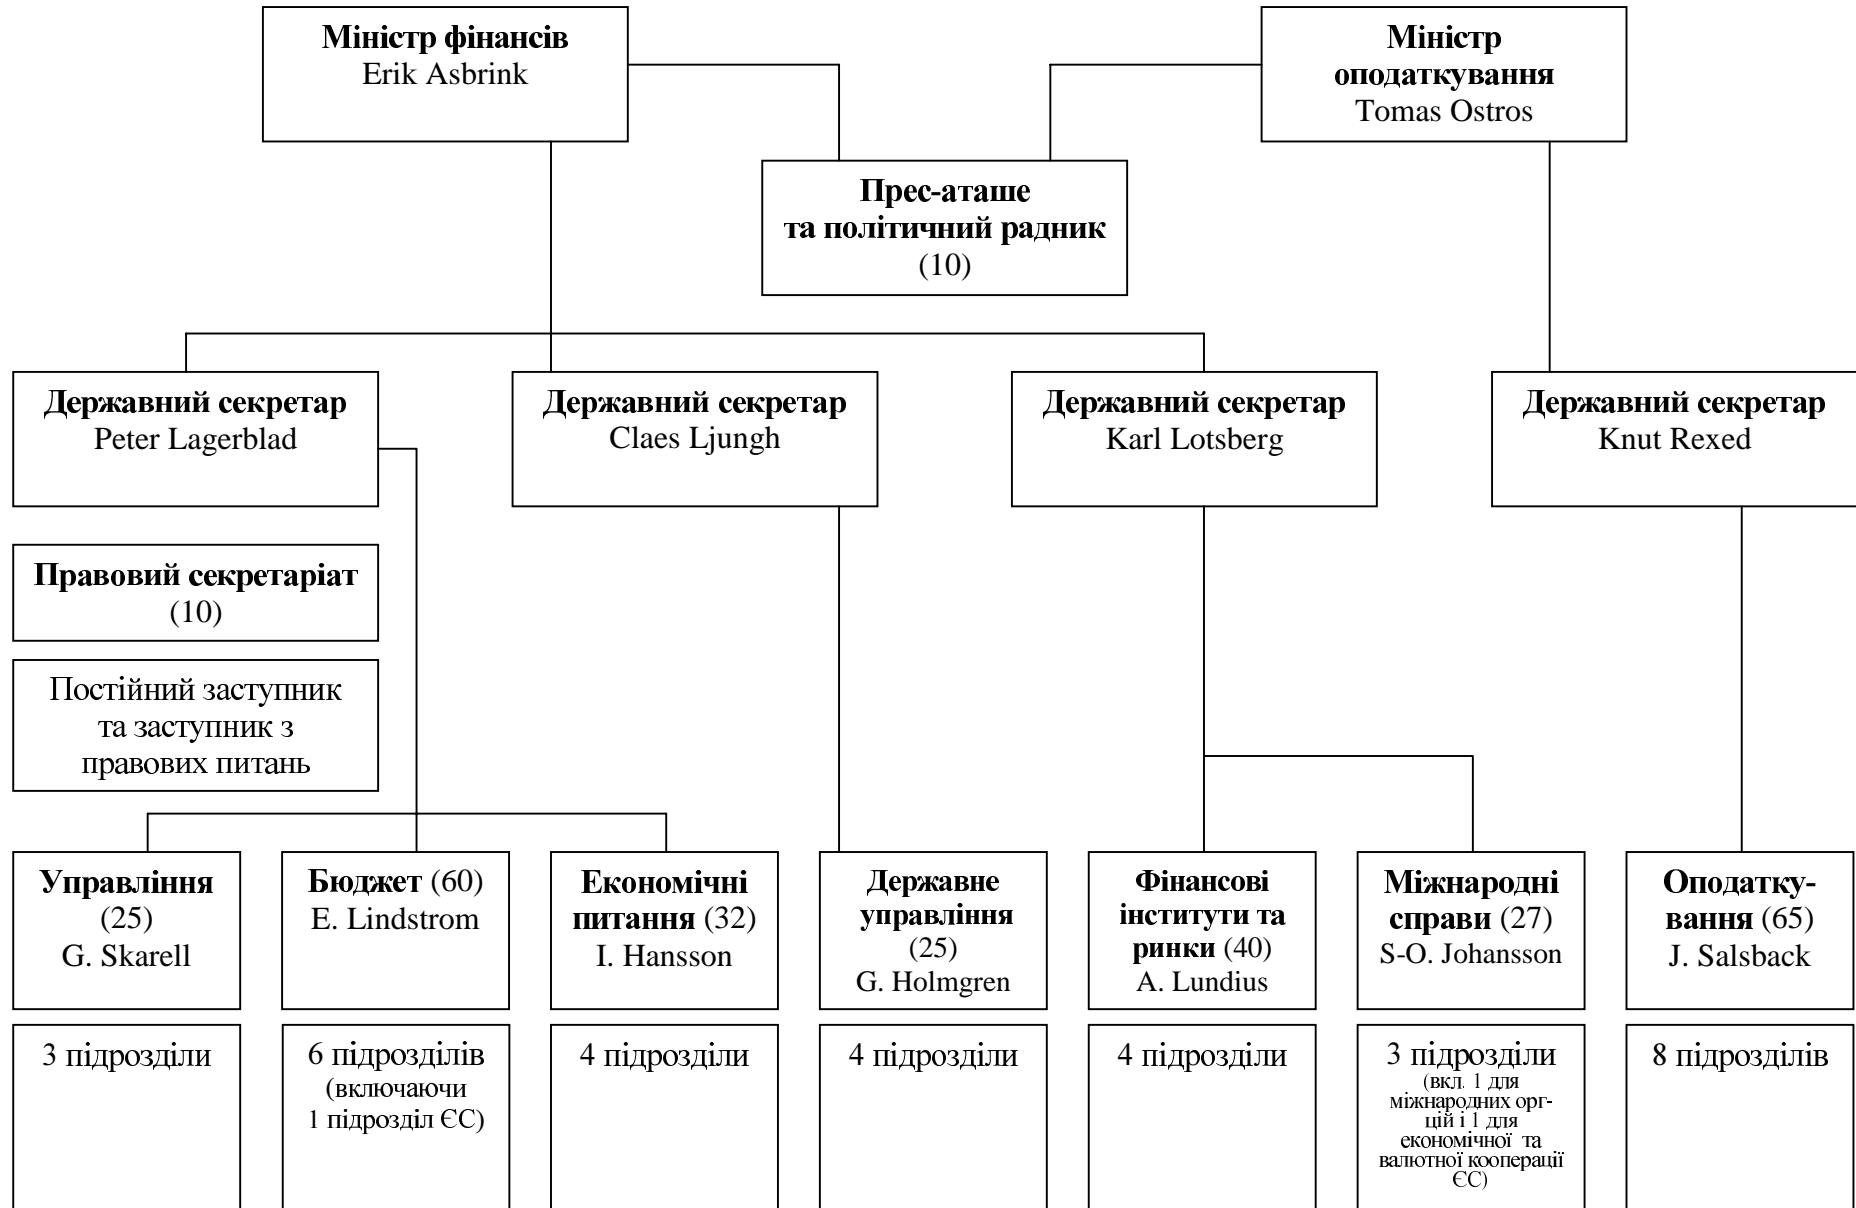 Міністр фінансів
Erik Asbrink
Міністр
оподаткування
Tomas Ostros
Прес-аташе
та політичний радник
(10)
Державний секретар
Peter Lagerblad
Державний секретар
Claes Ljungh
Державний секретар
Karl Lotsberg
Державний секретар
Knut Rexed
Правовий секретаріат
(10)
Постійний заступник
та заступник з
правових питань
Управління
(25)
G. Skarell
Бюджет (60)
E. Lindstrom
Економічні
питання (32)
I. Hansson
Державне
управління
(25)
G. Holmgren
Фінансові
інститути та
ринки (40)
A. Lundius
Міжнародні
справи (27)
S-O. Johansson
Оподатку-
вання (65)
J. Salsback
3 підрозділи
6 підрозділів
(включаючи
1 підрозділ ЄС)
4 підрозділи
4 підрозділи
4 підрозділи
3 підрозділи
(вкл. 1 для
міжнародних орг-
цій і 1 для
економічної та
валютної кооперації
ЄС)
8 підрозділів